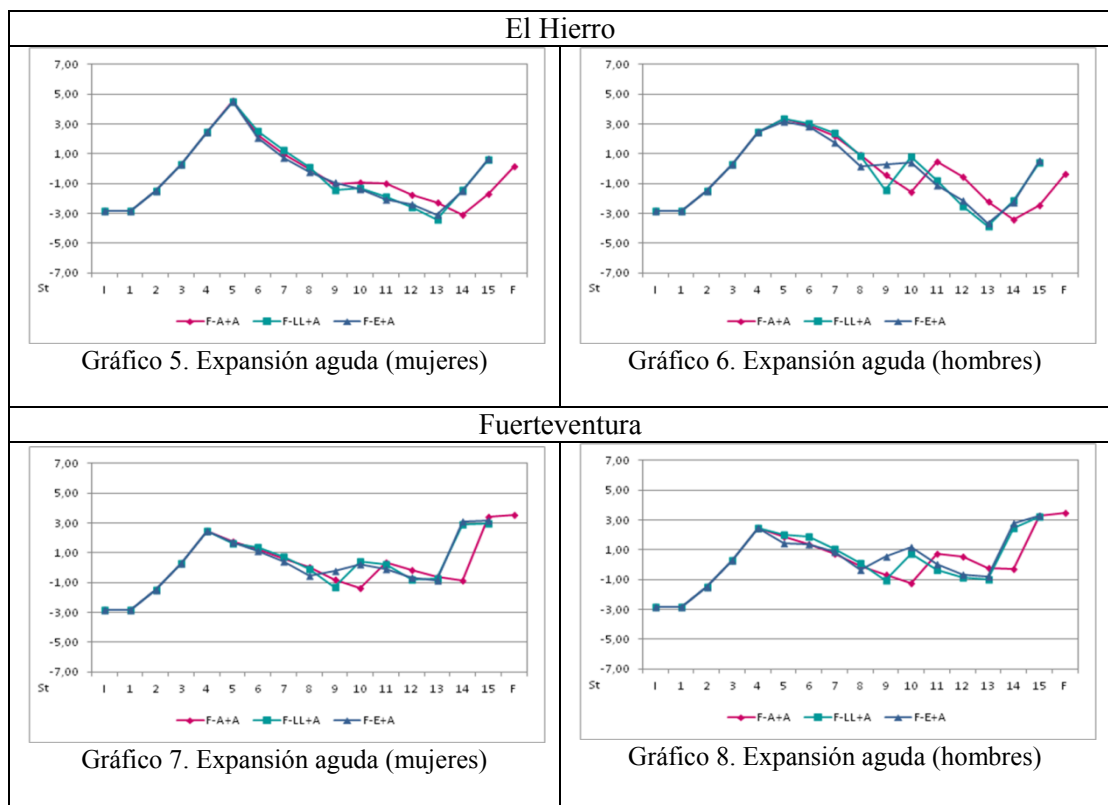 El Hierro
7,00
5,00
3,00
1,00
-1,00
-3,00
-5,00
-7,00
St I 1 2 3 4 5 6 7 8 9 10 11 12 13 14 15 F
F-A+A F-LL+A F-E+A
Gráfico 5. Expansión aguda (mujeres)
7,00
5,00
3,00
1,00
-1,00
-3,00
-5,00
-7,00
St I 1 2 3 4 5 6 7 8 9 10 11 12 13 14 15 F
F-A+A F-LL+A F-E+A
Gráfico 6. Expansión aguda (hombres)
Fuerteventura
7,00
5,00
3,00
1,00
-1,00
-3,00
-5,00
-7,00
St I 1 2 3 4 5 6 7 8 9 10 11 12 13 14 15 F
F-A+A F-LL+A F-E+A
Gráfico 7. Expansión aguda (mujeres)
7,00
5,00
3,00
1,00
-1,00
-3,00
-5,00
-7,00
St I 1 2 3 4 5 6 7 8 9 10 11 12 13 14 15 F
F-A+A F-LL+A F-E+A
Gráfico 8. Expansión aguda (hombres)